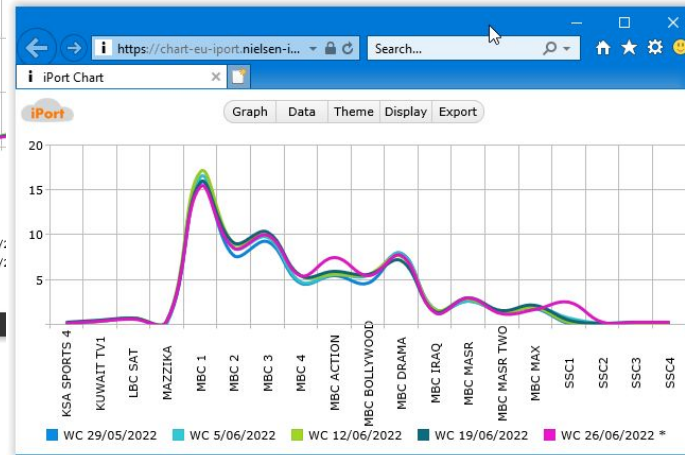 https://chart-eu-iport.nielsen-i...
Search...
iPort Chart
iPort
Graph Data Theme Display Export
20
15
10
5
KSA SPORTS 4
KUWAIT TV1
LBC SAT
MAZZIKA
MBC 1
MBC 2
MBC 3
MBC 4
MBC ACTION
MBC BOLLYWOOD
MBC DRAMA
MBC IRAQ
MBC MASR
MBC MASR TWO
MBC MAX
SSC1
SSC2
SSC3
SSC4
WC 29/05/2022 WC 5/06/2022 WC 12/06/2022 WC 19/06/2022 WC 26/06/2022 *